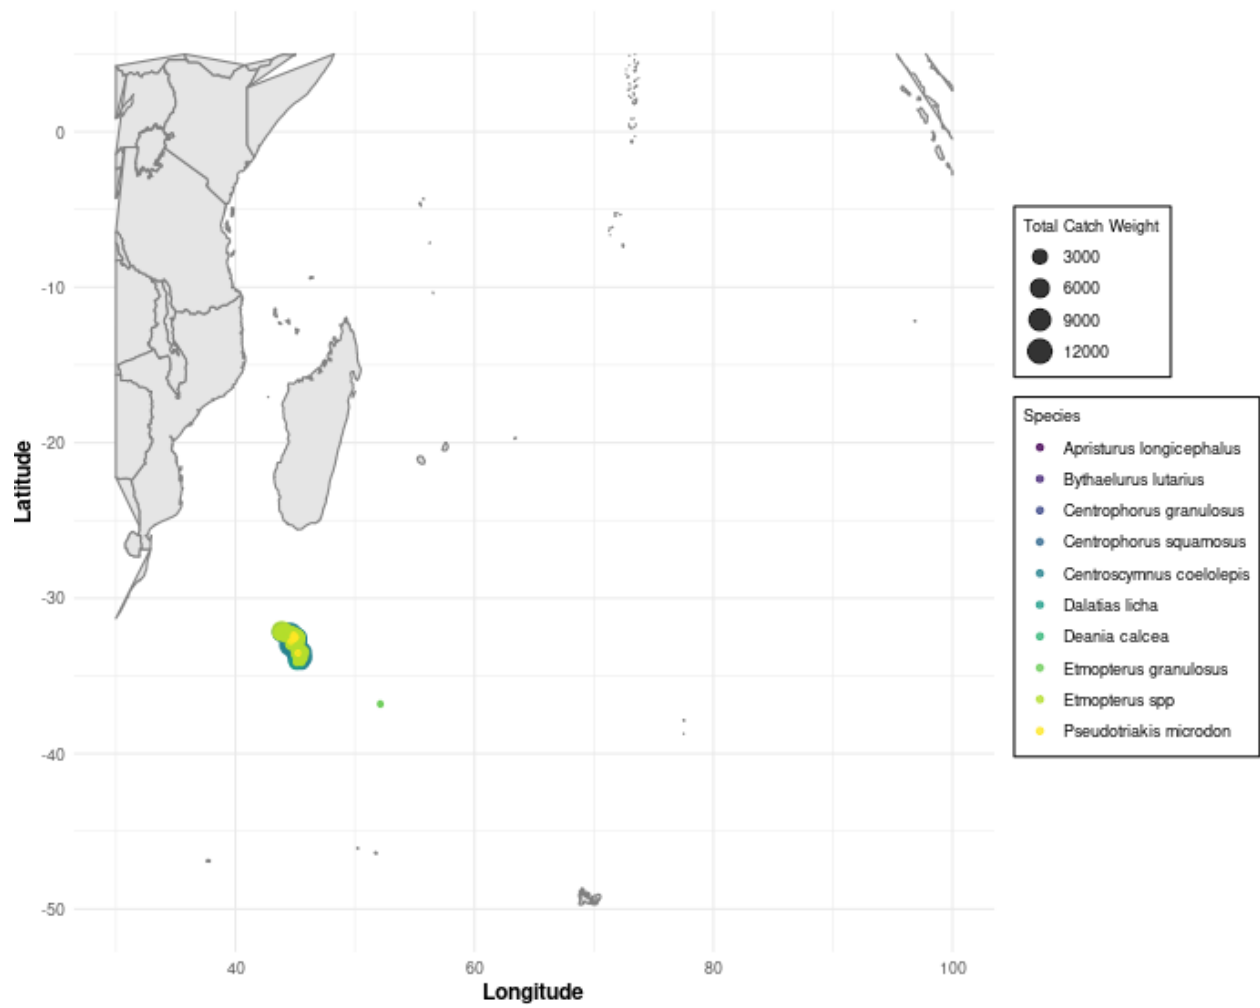 0
-10
-20
-30
-40
-50
Latitude
40
60
80
100
Longitude
Total Catch Weight
3000
6000
9000
12000
Species
Apristurus longicephalus
Bythaelurus lutarius
Centrophorus granulosus
Centrophorus squamosus
Centroscymnus coelolepis
Dalatias licha
Deania calcea
Etmopterus granulosus
Etmopterus spp
Pseudotriakis microdon